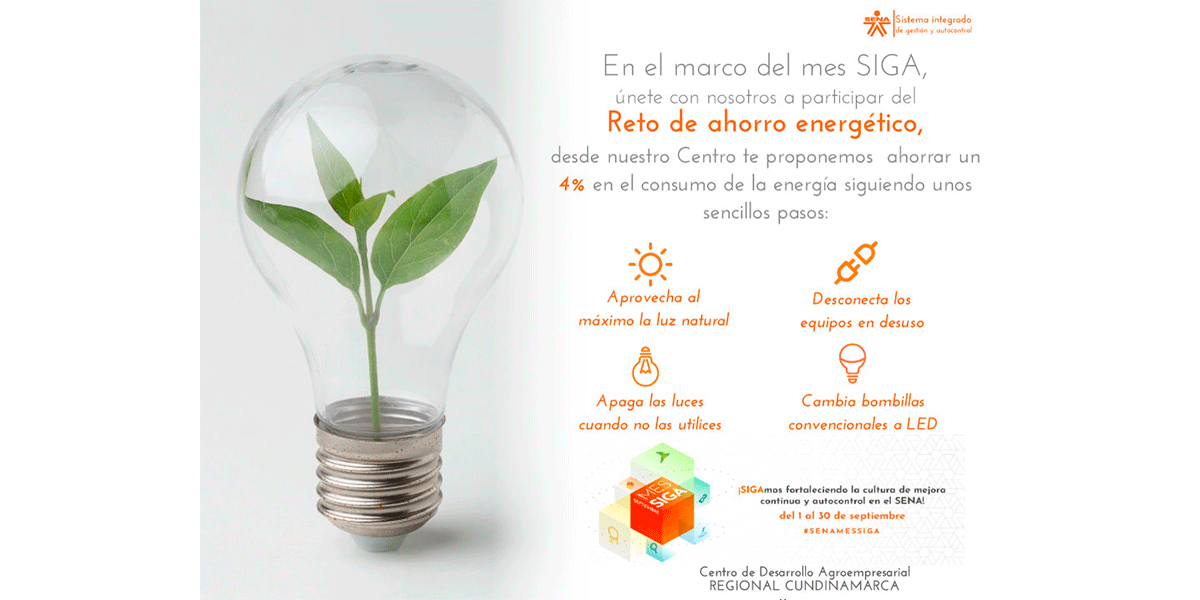 SENA
Sistema integrado
de gestión y autocontrol
En el marco del mes SIGA,
únete con nosotros a participar del
Reto de ahorro energético,
desde nuestro Centro te proponemos ahorrar un
4% en el consumo de la energía siguiendo unos
sencillos pasos:
Aprovecha al
máximo la luz natural
Desconecta los
equipos en desuso
Apaga las luces
cuando no las utilices
Cambia bombillas
convencionales a LED
MES
SIGA
SEPTIEMBRE
¡SIGAmos fortaleciendo la cultura de mejora
continua y autocontrol en el SENA!
del 1 al 30 de septiembre
#SENAMESSIGA
Centro de Desarrollo Agroempresarial
REGIONAL CUNDINAMARCA